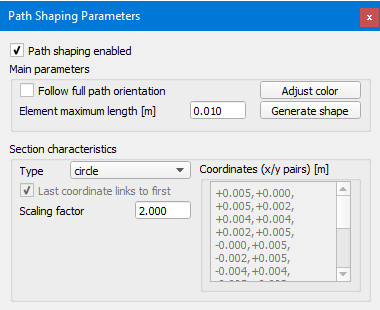 Path Shaping Parameters
x
Path shaping enabled
Main parameters
Follow full path orientation
Adjust color
Element maximum length [m]
0.010
Generate shape
Section characteristics
Type
circle
Coordinates (x/y pairs) [m]
Last coordinate links to first
Scaling factor
2.000
+0.005,+0.000,
+0.005,+0.002,
+0.004,+0.004,
+0.002,+0.005,
-0.000,+0.005,
-0.002,+0.005,
-0.004,+0.004,